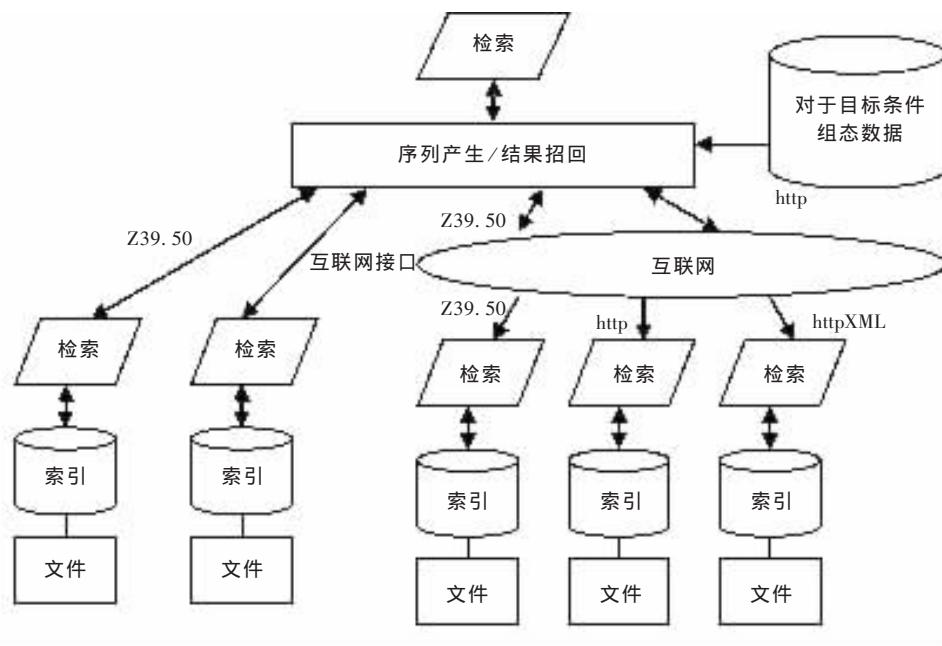 检索
对于目标条件
组态数据
序列产生/结果招回
http
Z39.50
Z39.50
互联网接口
互联网
Z39.50
http
httpXML
检索
检索
检索
检索
检索
索引
索引
索引
索引
索引
文件
文件
文件
文件
文件